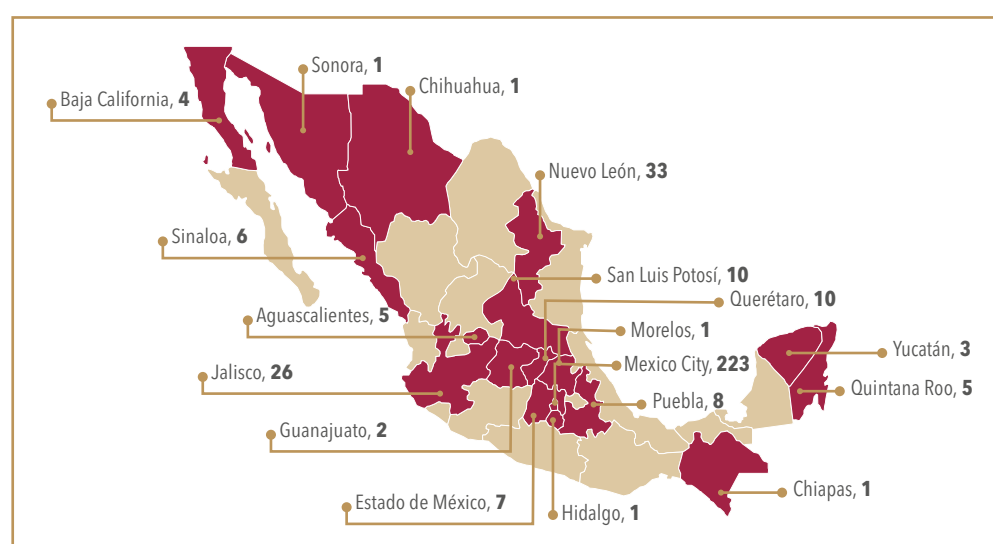 Sonora, 1
Chihuahua, 1
Baja California, 4
Nuevo León, 33
Sinaloa, 6
San Luis Potosí, 10
Querétaro, 10
Aguascalientes, 5
Morelos, 1
Yucatán, 3
Mexico City, 223
Jalisco, 26
Quintana Roo, 5
Puebla, 8
Guanajuato, 2
Chiapas, 1
Estado de México, 7
Hidalgo, 1